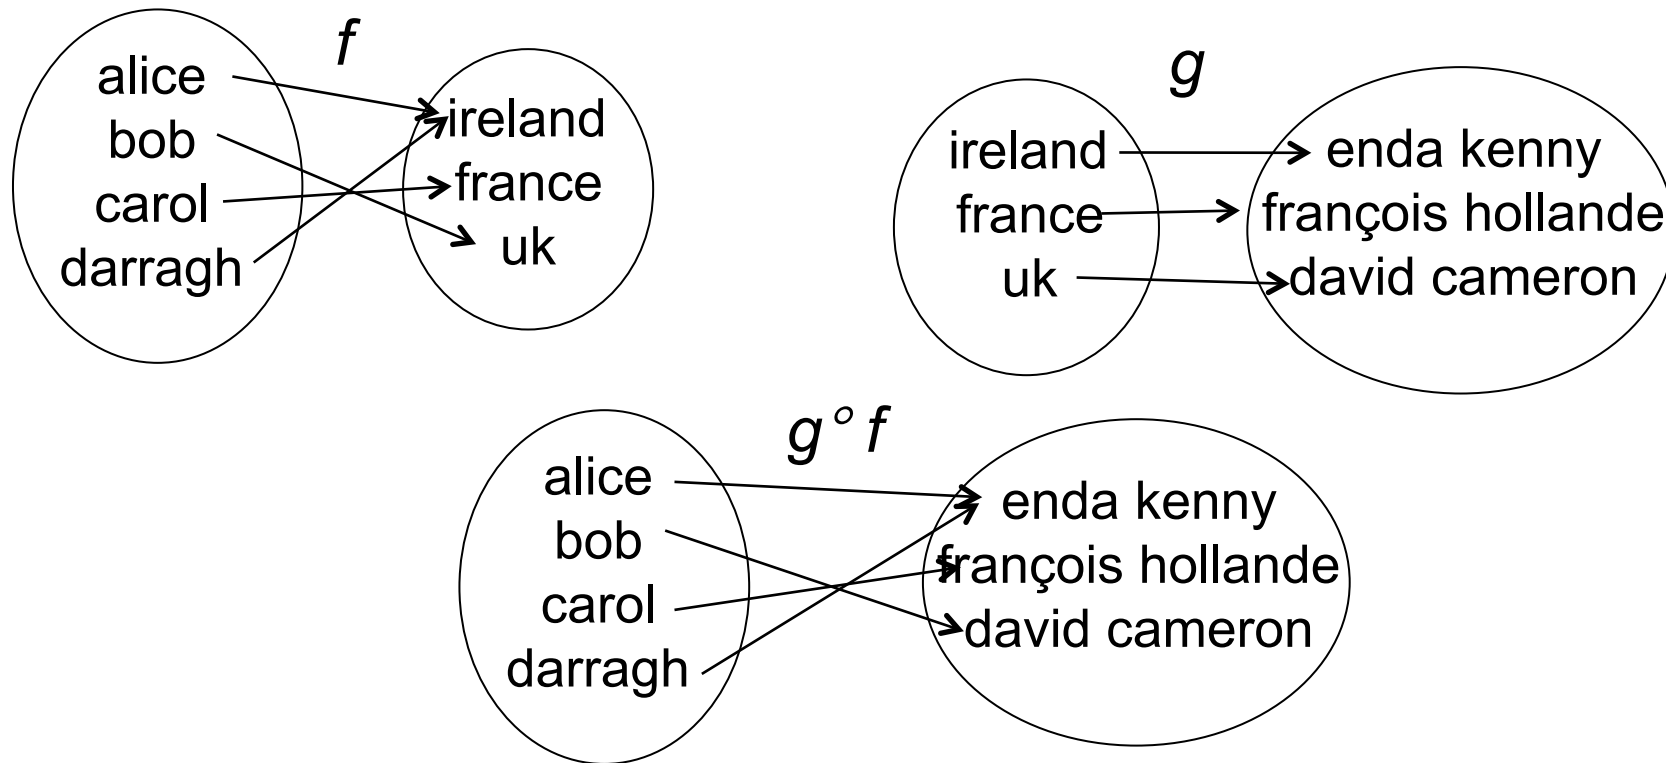 f
alice
bob
carol
darragh
ireland
france
uk
g
ireland
france
uk
enda kenny
françois hollande
david cameron
g° f
alice
bob
carol
darragh
enda kenny
françois hollande
david cameron